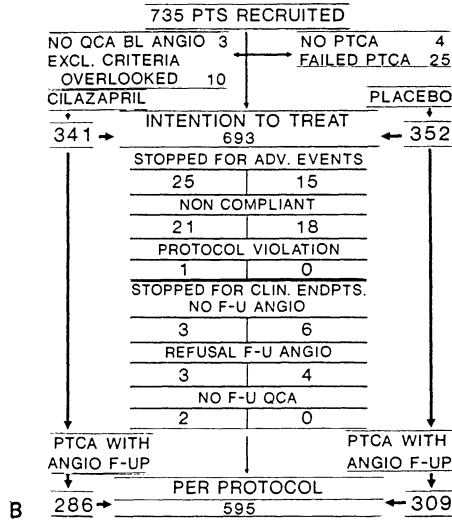 735 PTS RECRUITED
NO QCA BL ANGIO 3
EXCL. CRITERIA
OVERLOOKED 10
NO PTCA 4
FAILED PTCA 25
CILAZAPRIL
PLACEBO
341
INTENTION TO TREAT
693
352
STOPPED FOR ADV. EVENTS
25 15
NON COMPLIANT
21 18
PROTOCOL VIOLATION
1 0
STOPPED FOR CLIN. ENDPTS.
NO F-U ANGIO
3 6
REFUSAL F-U ANGIO
3 4
NO F-U QCA
2 0
PTCA WITH
ANGIO F-UP
PTCA WITH
ANGIO F-UP
B
286
PER PROTOCOL
595
309